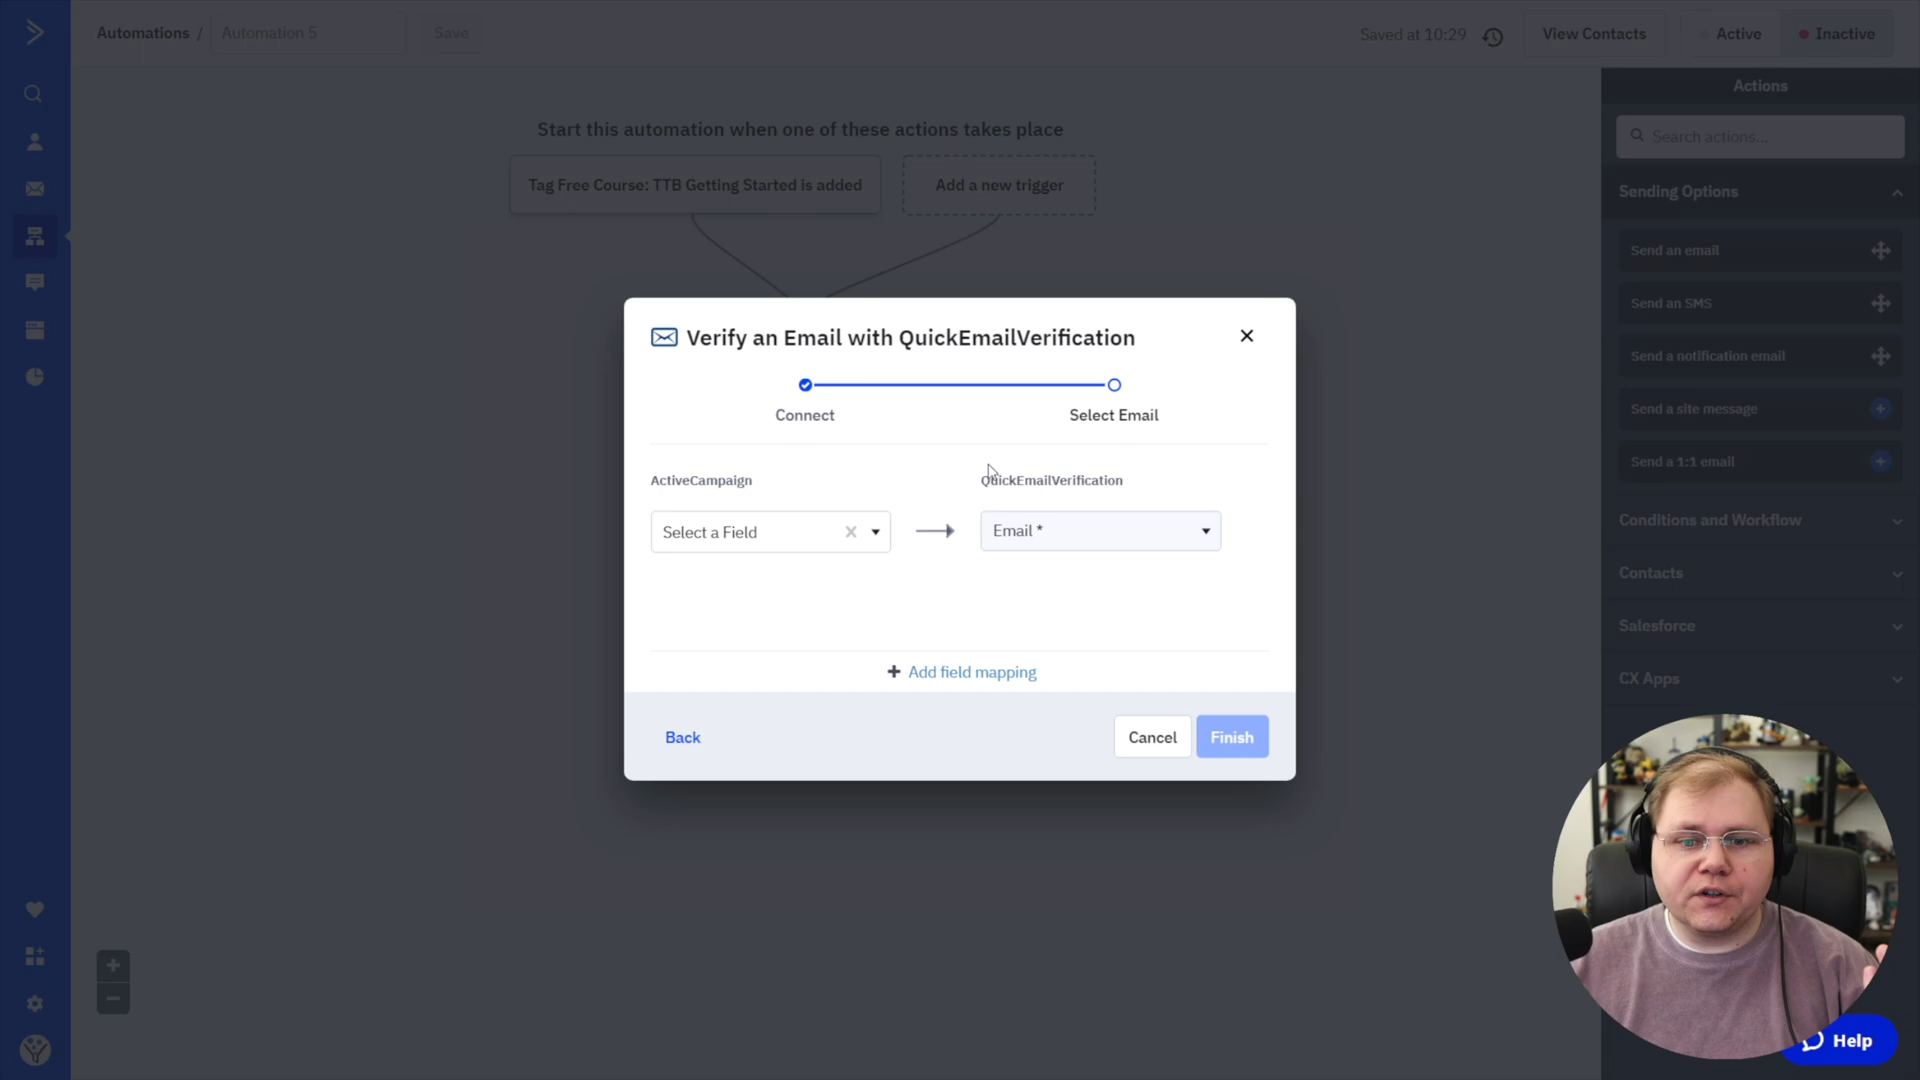 Automations / Automation 5 Save
Saved at 10:29 View Contacts Active Inactive
Start this automation when one of these actions takes place
Tag Free Course: TTB Getting Started is added
Add a new trigger
Verify an Email with QuickEmailVerification
Connect
Select Email
ActiveCampaign
QuickEmailVerification
Select a Field
Email *
Add field mapping
Back
Cancel
Finish
Actions
Search actions...
Sending Options
Send an email
Send an SMS
Send a notification email
Send a site message
Send a 1:1 email
Conditions and Workflow
Contacts
Salesforce
CX Apps
Help